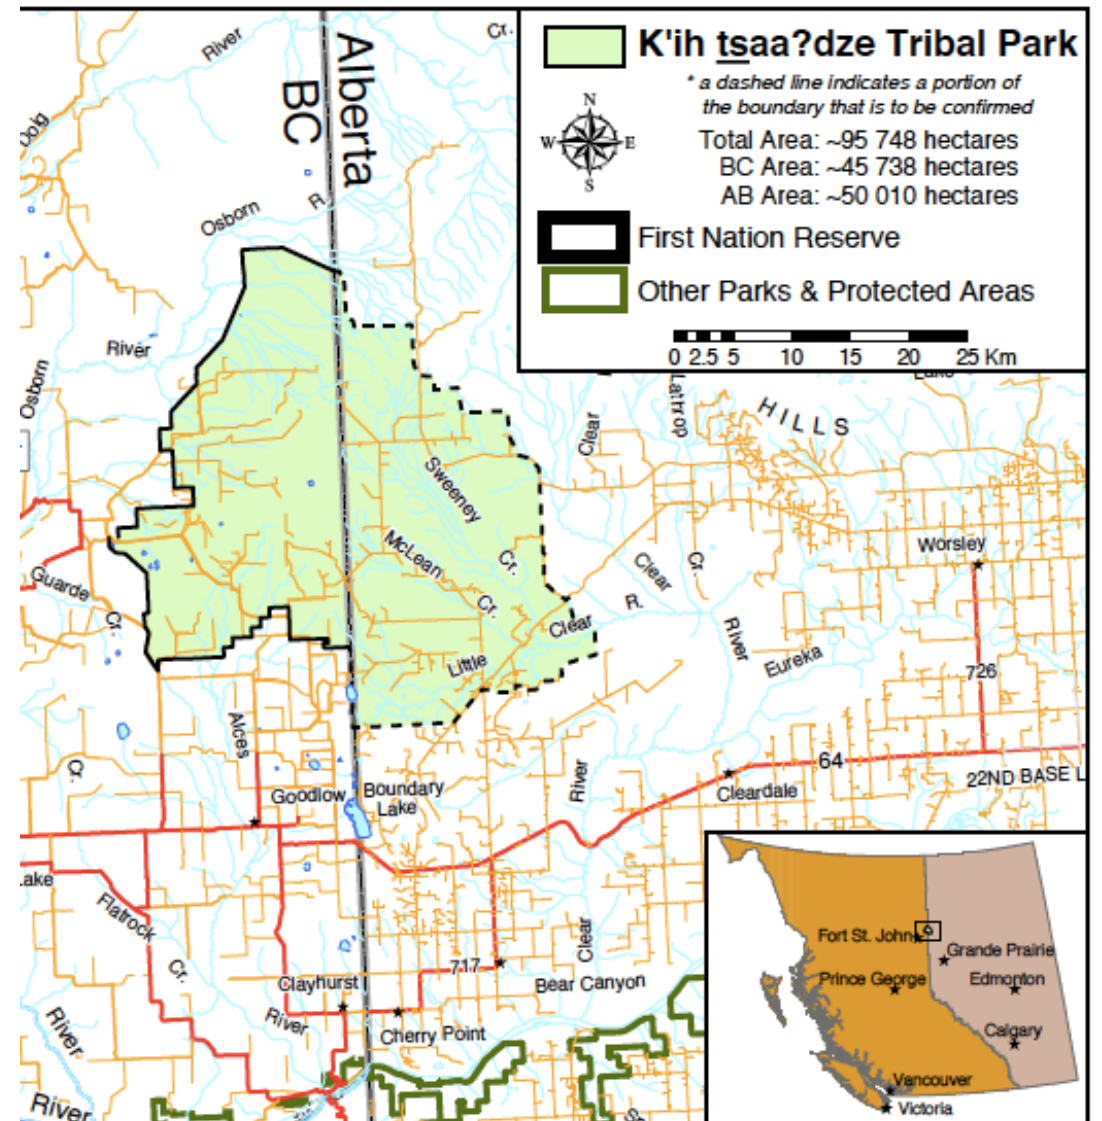 K'ih tsaa?dze Tribal Park
* a dashed line indicates a portion of
the boundary that is to be confirmed
N
W
E
S
Total Area: ~95 748 hectares
BC Area: ~45 738 hectares
AB Area: ~50 010 hectares
First Nation Reserve
Other Parks & Protected Areas
0 2.5 5 10 15 20 25 Km
River
Cr.
Alberta
BC
Doig
Osborn
R.
River
Osborn
Clear
Lathrop
HILLS
Sweeney
Cr.
McLean
Cr.
Worsley
Guarde
Cr.
Clear
R.
Clear
Cr.
River
Little
Eureka
726
Alces
Cr.
64
22ND BASE L
Goodlow
Boundary
Lake
River
Cleardale
ake
Flatrock
Cr.
Clear
717
Clayhurst
Bear Canyon
River
Cherry Point
River
River
Fort St. John
Grande Prairie
Prince George
Edmonton
Calgary
Vancouver
Victoria